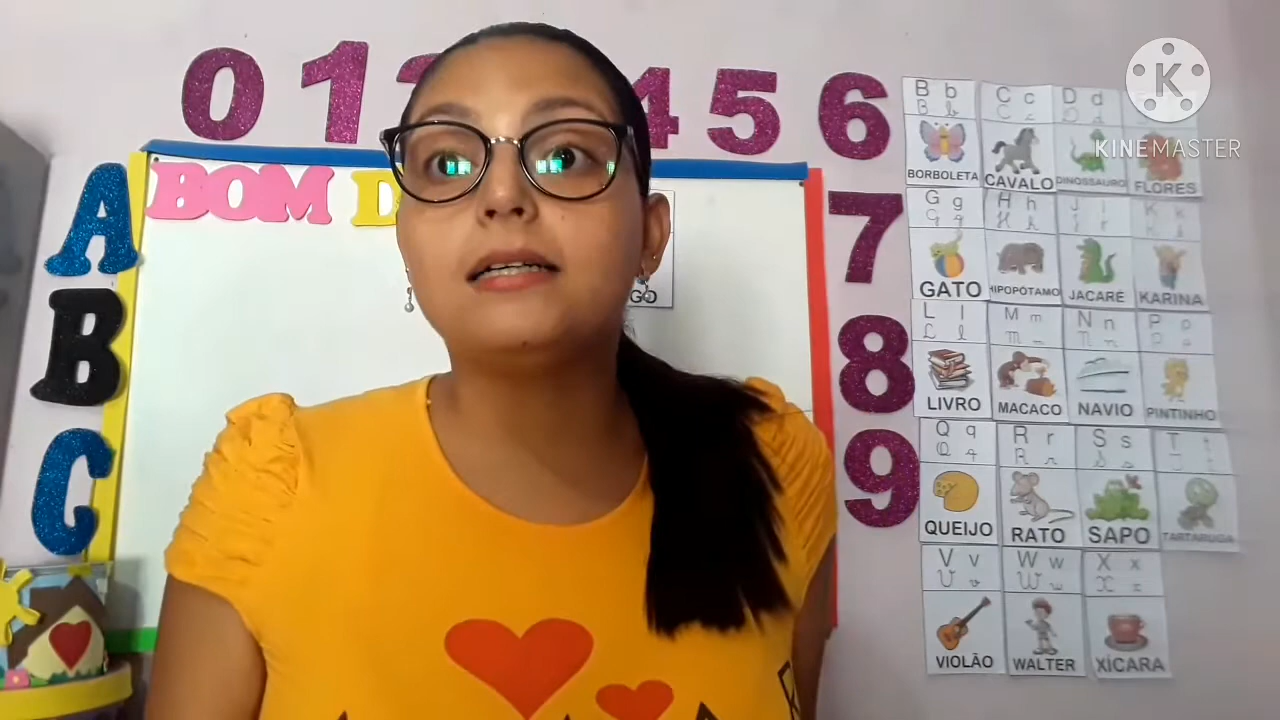 0 1 2 4 5 6
7
8
9
A
B
C
BOM D
GO
B b
B b
BORBOLETA
C c
C c
CAVALO
D d
D d
DINOSSAURO
FLORES
G g
G g
GATO
H h
H h
HIPOPÓTAMO
J j
JACARÉ
K k
K k
KARINA
L l
L l
LIVRO
M m
M m
MACACO
N n
N n
NAVIO
P p
P p
PINTINHO
Q q
Q q
QUEIJO
R r
R r
RATO
S s
S s
SAPO
T t
TARTARUGA
V v
V v
VIOLÃO
W w
W w
WALTER
X x
X x
XÍCARA
K
KINEMASTER